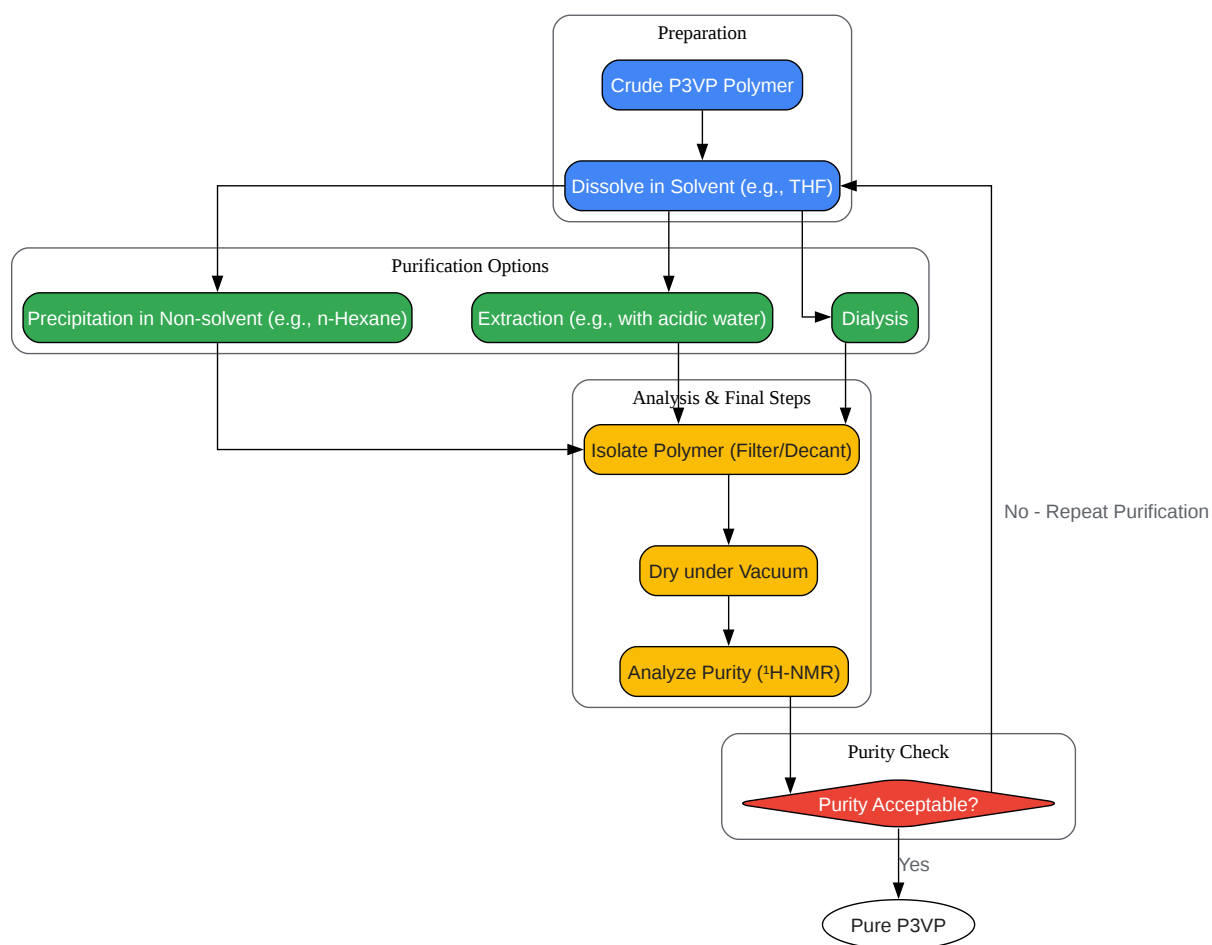 Preparation
Crude P3VP Polymer
Dissolve in Solvent (e.g., THF)
Purification Options
Precipitation in Non-solvent (e.g., n-Hexane)
Extraction (e.g., with acidic water)
Dialysis
Analysis & Final Steps
Isolate Polymer (Filter/Decant)
No - Repeat Purification
Dry under Vacuum
Analyze Purity (¹H-NMR)
Purity Check
Purity Acceptable?
Yes
Pure P3VP